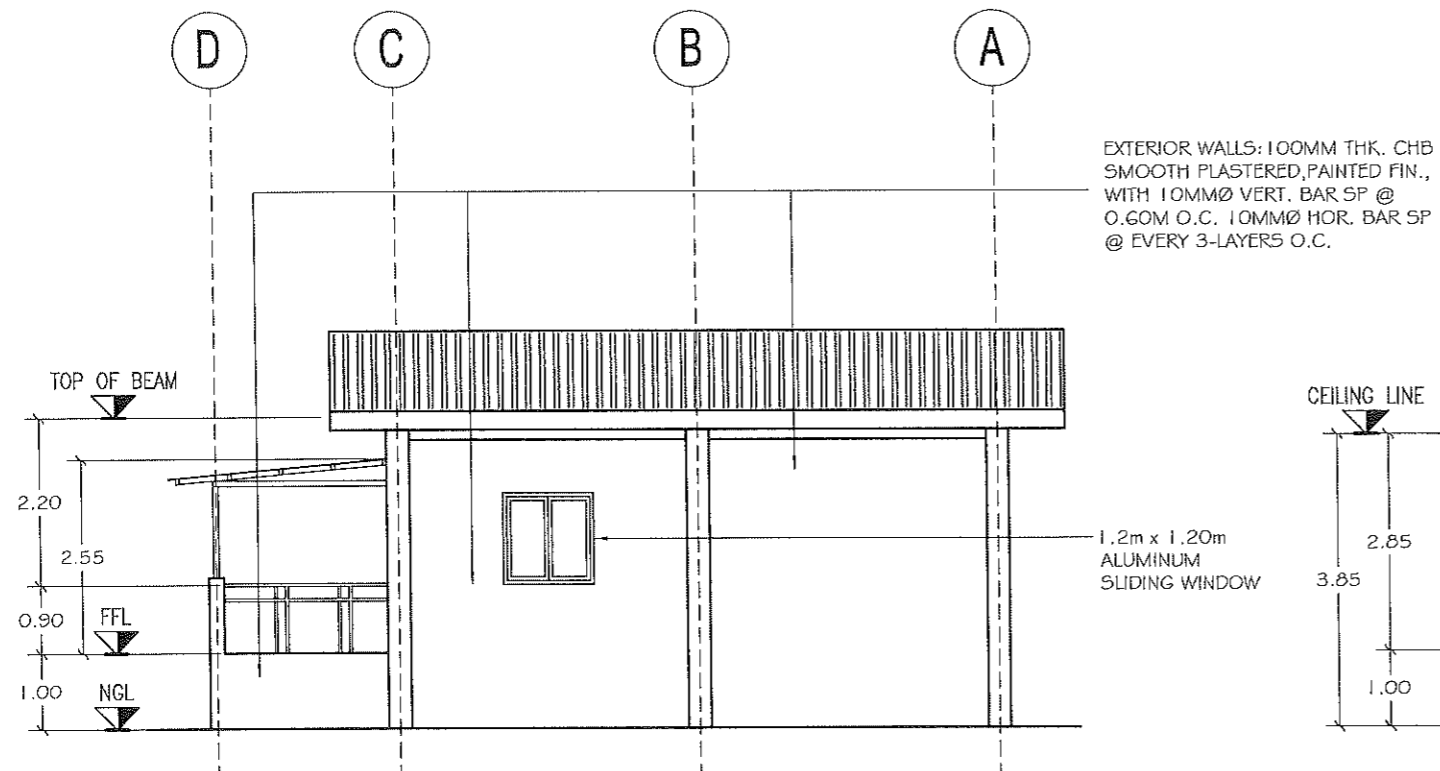 D
C
B
A
EXTERIOR WALLS: 100MM THK. CHB
SMOOTH PLASTERED,PAINTED FIN.,
WITH 10MMØ VERT. BAR SP @
0.60M O.C. 10MMØ HOR. BAR SP
@ EVERY 3-LAYERS O.C.
TOP OF BEAM
CEILING LINE
2.20
2.55
1.2m x 1.20m
ALUMINUM
SLIDING WINDOW
2.85
3.85
0.90
FFL
1.00
NGL
1.00